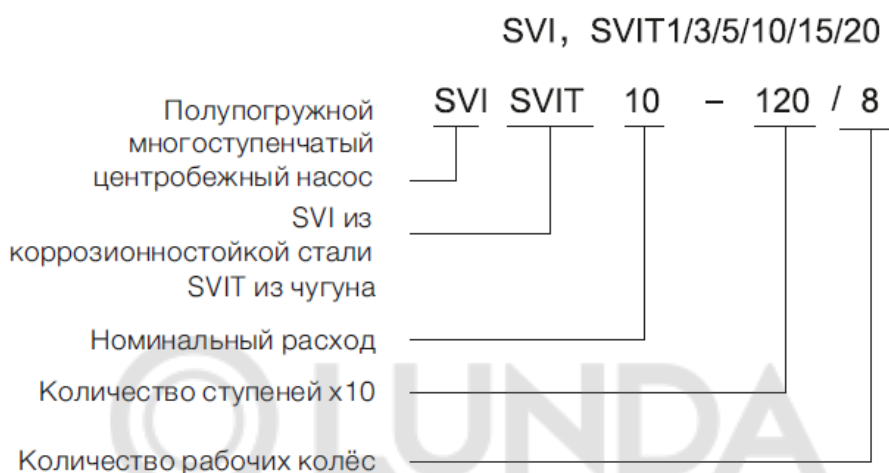 SVI, SVIT1/3/5/10/15/20
SVI SVIT 10 – 120 / 8
Полупогружной
многоступенчатый
центробежный насос
SVI из
коррозионностойкой стали
SVIT из чугуна
Номинальный расход
Количество ступеней x10
Количество рабочих колёс
LUNDA